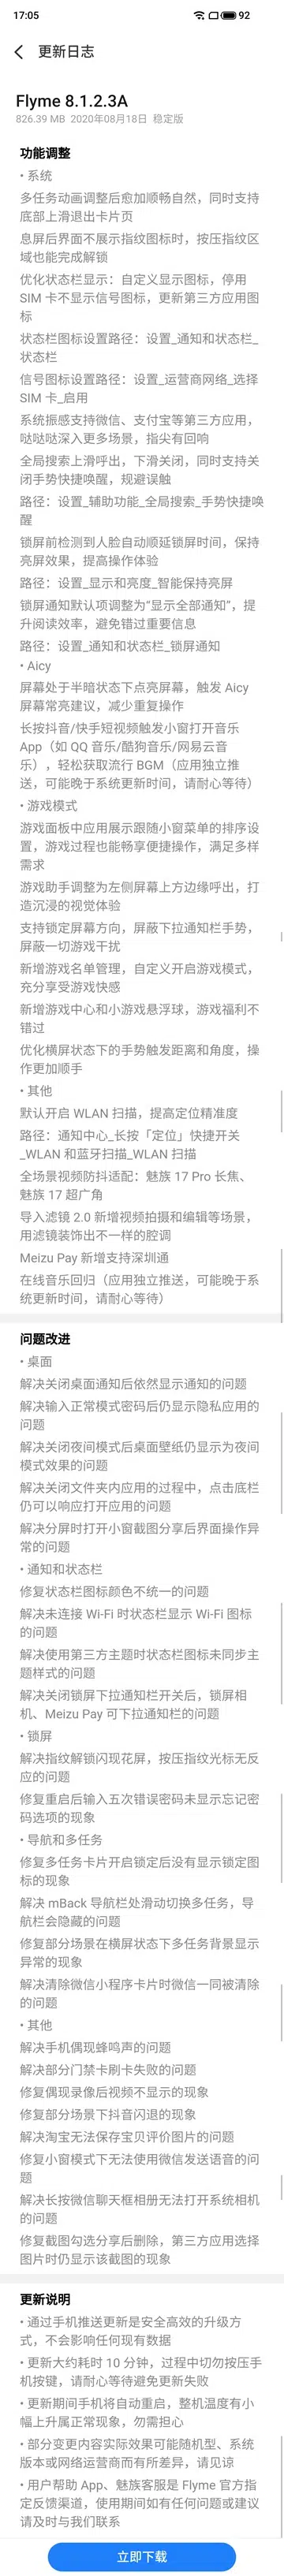 17:05
92
更新日志
Flyme 8.1.2.3A
826.39 MB 2020年08月18日 稳定版
功能调整
• 系统
多任务动画调整后愈加顺畅自然，同时支持
底部上滑退出卡片页
息屏后界面不展示指纹图标时，按压指纹区
域也能完成解锁
优化状态栏显示：自定义显示图标，停用
SIM 卡不显示信号图标，更新第三方应用图
标
状态栏图标设置路径：设置_通知和状态栏_
状态栏
信号图标设置路径：设置_运营商网络_选择
SIM 卡_启用
系统振感支持微信、支付宝等第三方应用，
哒哒哒深入更多场景，指尖有回响
全局搜索上滑呼出，下滑关闭，同时支持关
闭手势快捷唤醒，规避误触
路径：设置_辅助功能_全局搜索_手势快捷唤
醒
锁屏前检测到人脸自动顺延锁屏时间，保持
亮屏效果，提高操作体验
路径：设置_显示和亮度_智能保持亮屏
锁屏通知默认项调整为“显示全部通知”，提
升阅读效率，避免错过重要信息
路径：设置_通知和状态栏_锁屏通知
• Aicy
屏幕处于半暗状态下点亮屏幕，触发 Aicy
屏幕常亮建议，减少重复操作
长按抖音/快手短视频触发小窗打开音乐
App（如 QQ 音乐/酷狗音乐/网易云音
乐），轻松获取流行 BGM（应用独立推
送，可能晚于系统更新时间，请耐心等待）
• 游戏模式
游戏面板中应用展示跟随小窗菜单的排序设
置，游戏过程也能畅享便捷操作，满足多样
需求
游戏助手调整为左侧屏幕上方边缘呼出，打
造沉浸的视觉体验
支持锁定屏幕方向，屏蔽下拉通知栏手势，
屏蔽一切游戏干扰
新增游戏名单管理，自定义开启游戏模式，
充分享受游戏快感
新增游戏中心和小游戏悬浮球，游戏福利不
错过
优化横屏状态下的手势触发距离和角度，操
作更加顺手
• 其他
默认开启 WLAN 扫描，提高定位精准度
路径：通知中心_长按「定位」快捷开关
_WLAN 和蓝牙扫描_WLAN 扫描
全场景视频防抖适配：魅族 17 Pro 长焦、
魅族 17 超广角
导入滤镜 2.0 新增视频拍摄和编辑等场景，
用滤镜装饰出不一样的腔调
Meizu Pay 新增支持深圳通
在线音乐回归（应用独立推送，可能晚于系
统更新时间，请耐心等待）
问题改进
• 桌面
解决关闭桌面通知后依然显示通知的问题
解决输入正常模式密码后仍显示隐私应用的
问题
解决关闭夜间模式后桌面壁纸仍显示为夜间
模式效果的问题
解决关闭文件夹内应用的过程中，点击底栏
仍可以响应打开应用的问题
解决分屏时打开小窗截图分享后界面操作异
常的问题
• 通知和状态栏
修复状态栏图标颜色不统一的问题
解决未连接 Wi-Fi 时状态栏显示 Wi-Fi 图标
的问题
解决使用第三方主题时状态栏图标未同步主
题样式的问题
解决关闭锁屏下拉通知栏开关后，锁屏相
机、Meizu Pay 可下拉通知栏的问题
• 锁屏
解决指纹解锁闪现花屏，按压指纹光标无反
应的问题
修复重启后输入五次错误密码未显示忘记密
码选项的现象
• 导航和多任务
修复多任务卡片开启锁定后没有显示锁定图
标的现象
解决 mBack 导航栏处滑动切换多任务，导
航栏会隐藏的问题
修复部分场景在横屏状态下多任务背景显示
异常的现象
解决清除微信小程序卡片时微信一同被清除
的问题
• 其他
解决手机偶现蜂鸣声的问题
解决部分门禁卡刷卡失败的问题
修复偶现录像后视频不显示的现象
修复部分场景下抖音闪退的现象
解决淘宝无法保存宝贝评价图片的问题
修复小窗模式下无法使用微信发送语音的问
题
解决长按微信聊天框相册无法打开系统相机
的问题
修复截图勾选分享后删除，第三方应用选择
图片时仍显示该截图的现象
更新说明
• 通过手机推送更新是安全高效的升级方
式，不会影响任何现有数据
• 更新大约耗时 10 分钟，过程中切勿按压手
机按键，请耐心等待避免更新失败
• 更新期间手机将自动重启，整机温度有小
幅上升属正常现象，勿需担心
• 部分变更内容实际效果可能随机型、系统
版本或网络运营商而有所差异，请见谅
• 用户帮助 App、魅族客服是 Flyme 官方指
定反馈渠道，使用期间如有任何问题或建议
请及时与我们联系
立即下载